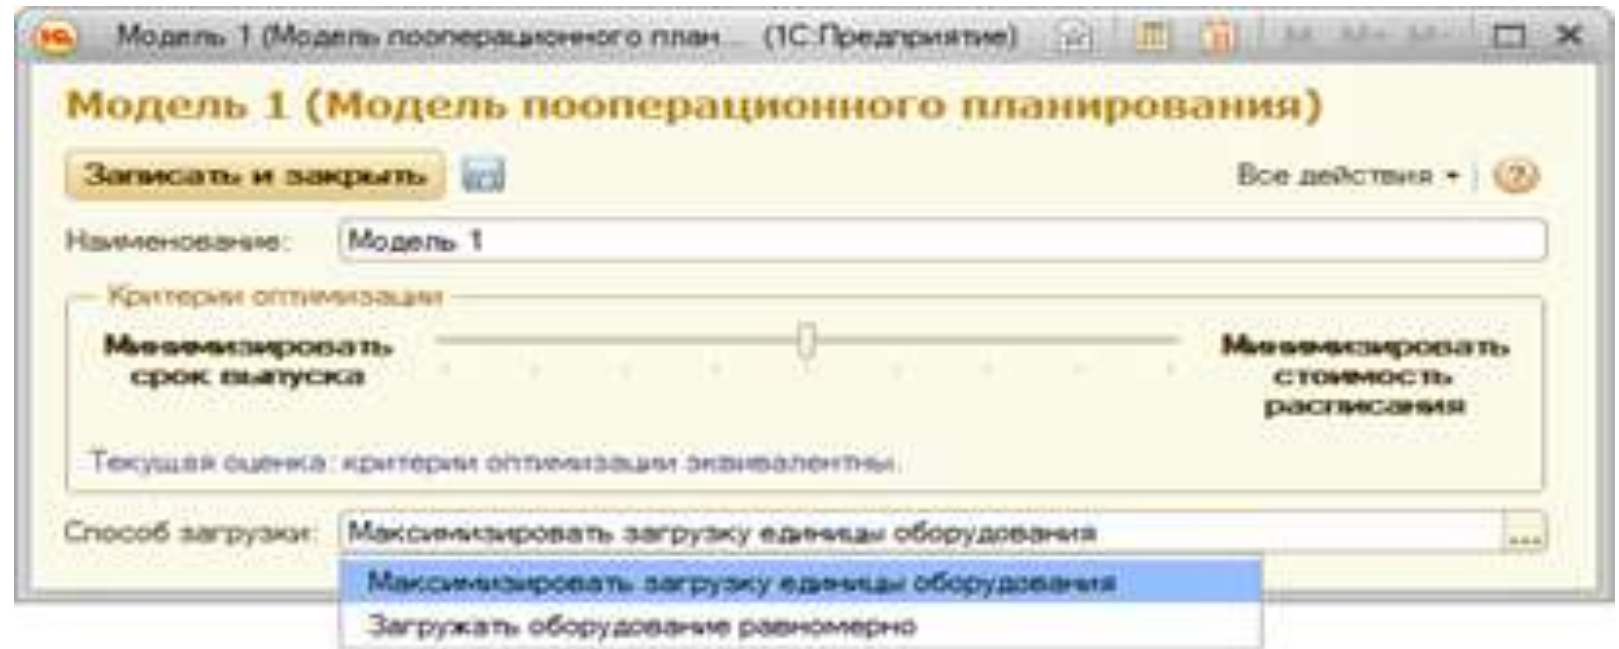 1С Модель 1 (Модель пооперационного план... (1С:Предприятие) M M+ M-
Модель 1 (Модель пооперационного планирования)
Записать и закрыть Все действия ?
Наименование: Модель 1
Критерии оптимизации
Минимизировать срок выпуска
Минимизировать стоимость расписания
Текущая оценка: критерии оптимизации эквивалентны.
Способ загрузки: Максимизировать загрузку единицы оборудования ...
Максимизировать загрузку единицы оборудования
Загружать оборудование равномерно